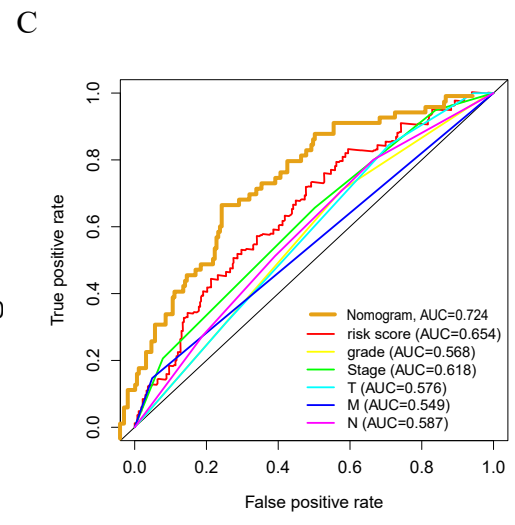 C
1.0
0.8
0.6
0.4
0.2
0.0
True positive rate
Nomogram, AUC=0.724
risk score (AUC=0.654)
grade (AUC=0.568)
Stage (AUC=0.618)
T (AUC=0.576)
M (AUC=0.549)
N (AUC=0.587)
0.0 0.2 0.4 0.6 0.8 1.0
False positive rate